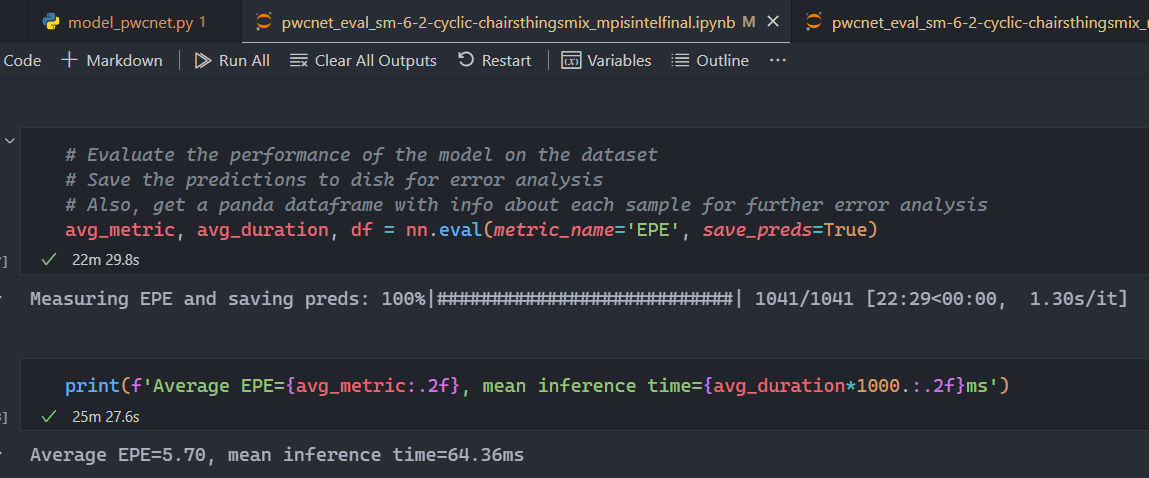 model_pwcnet.py 1 pwcnet_eval_sm-6-2-cyclic-chairsthingsmix_mpisintelfinal.ipynb M pwcnet_eval_sm-6-2-cyclic-chairsthingsmix_
Code Markdown Run All Clear All Outputs Restart Variables Outline ...
# Evaluate the performance of the model on the dataset
# Save the predictions to disk for error analysis
# Also, get a panda dataframe with info about each sample for further error analysis
avg_metric, avg_duration, df = nn.eval(metric_name='EPE', save_preds=True)
22m 29.8s
Measuring EPE and saving preds: 100%|###########################| 1041/1041 [22:29<00:00,  1.30s/it]
print(f'Average EPE={avg_metric:.2f}, mean inference time={avg_duration*1000.:.2f}ms')
25m 27.6s
Average EPE=5.70, mean inference time=64.36ms